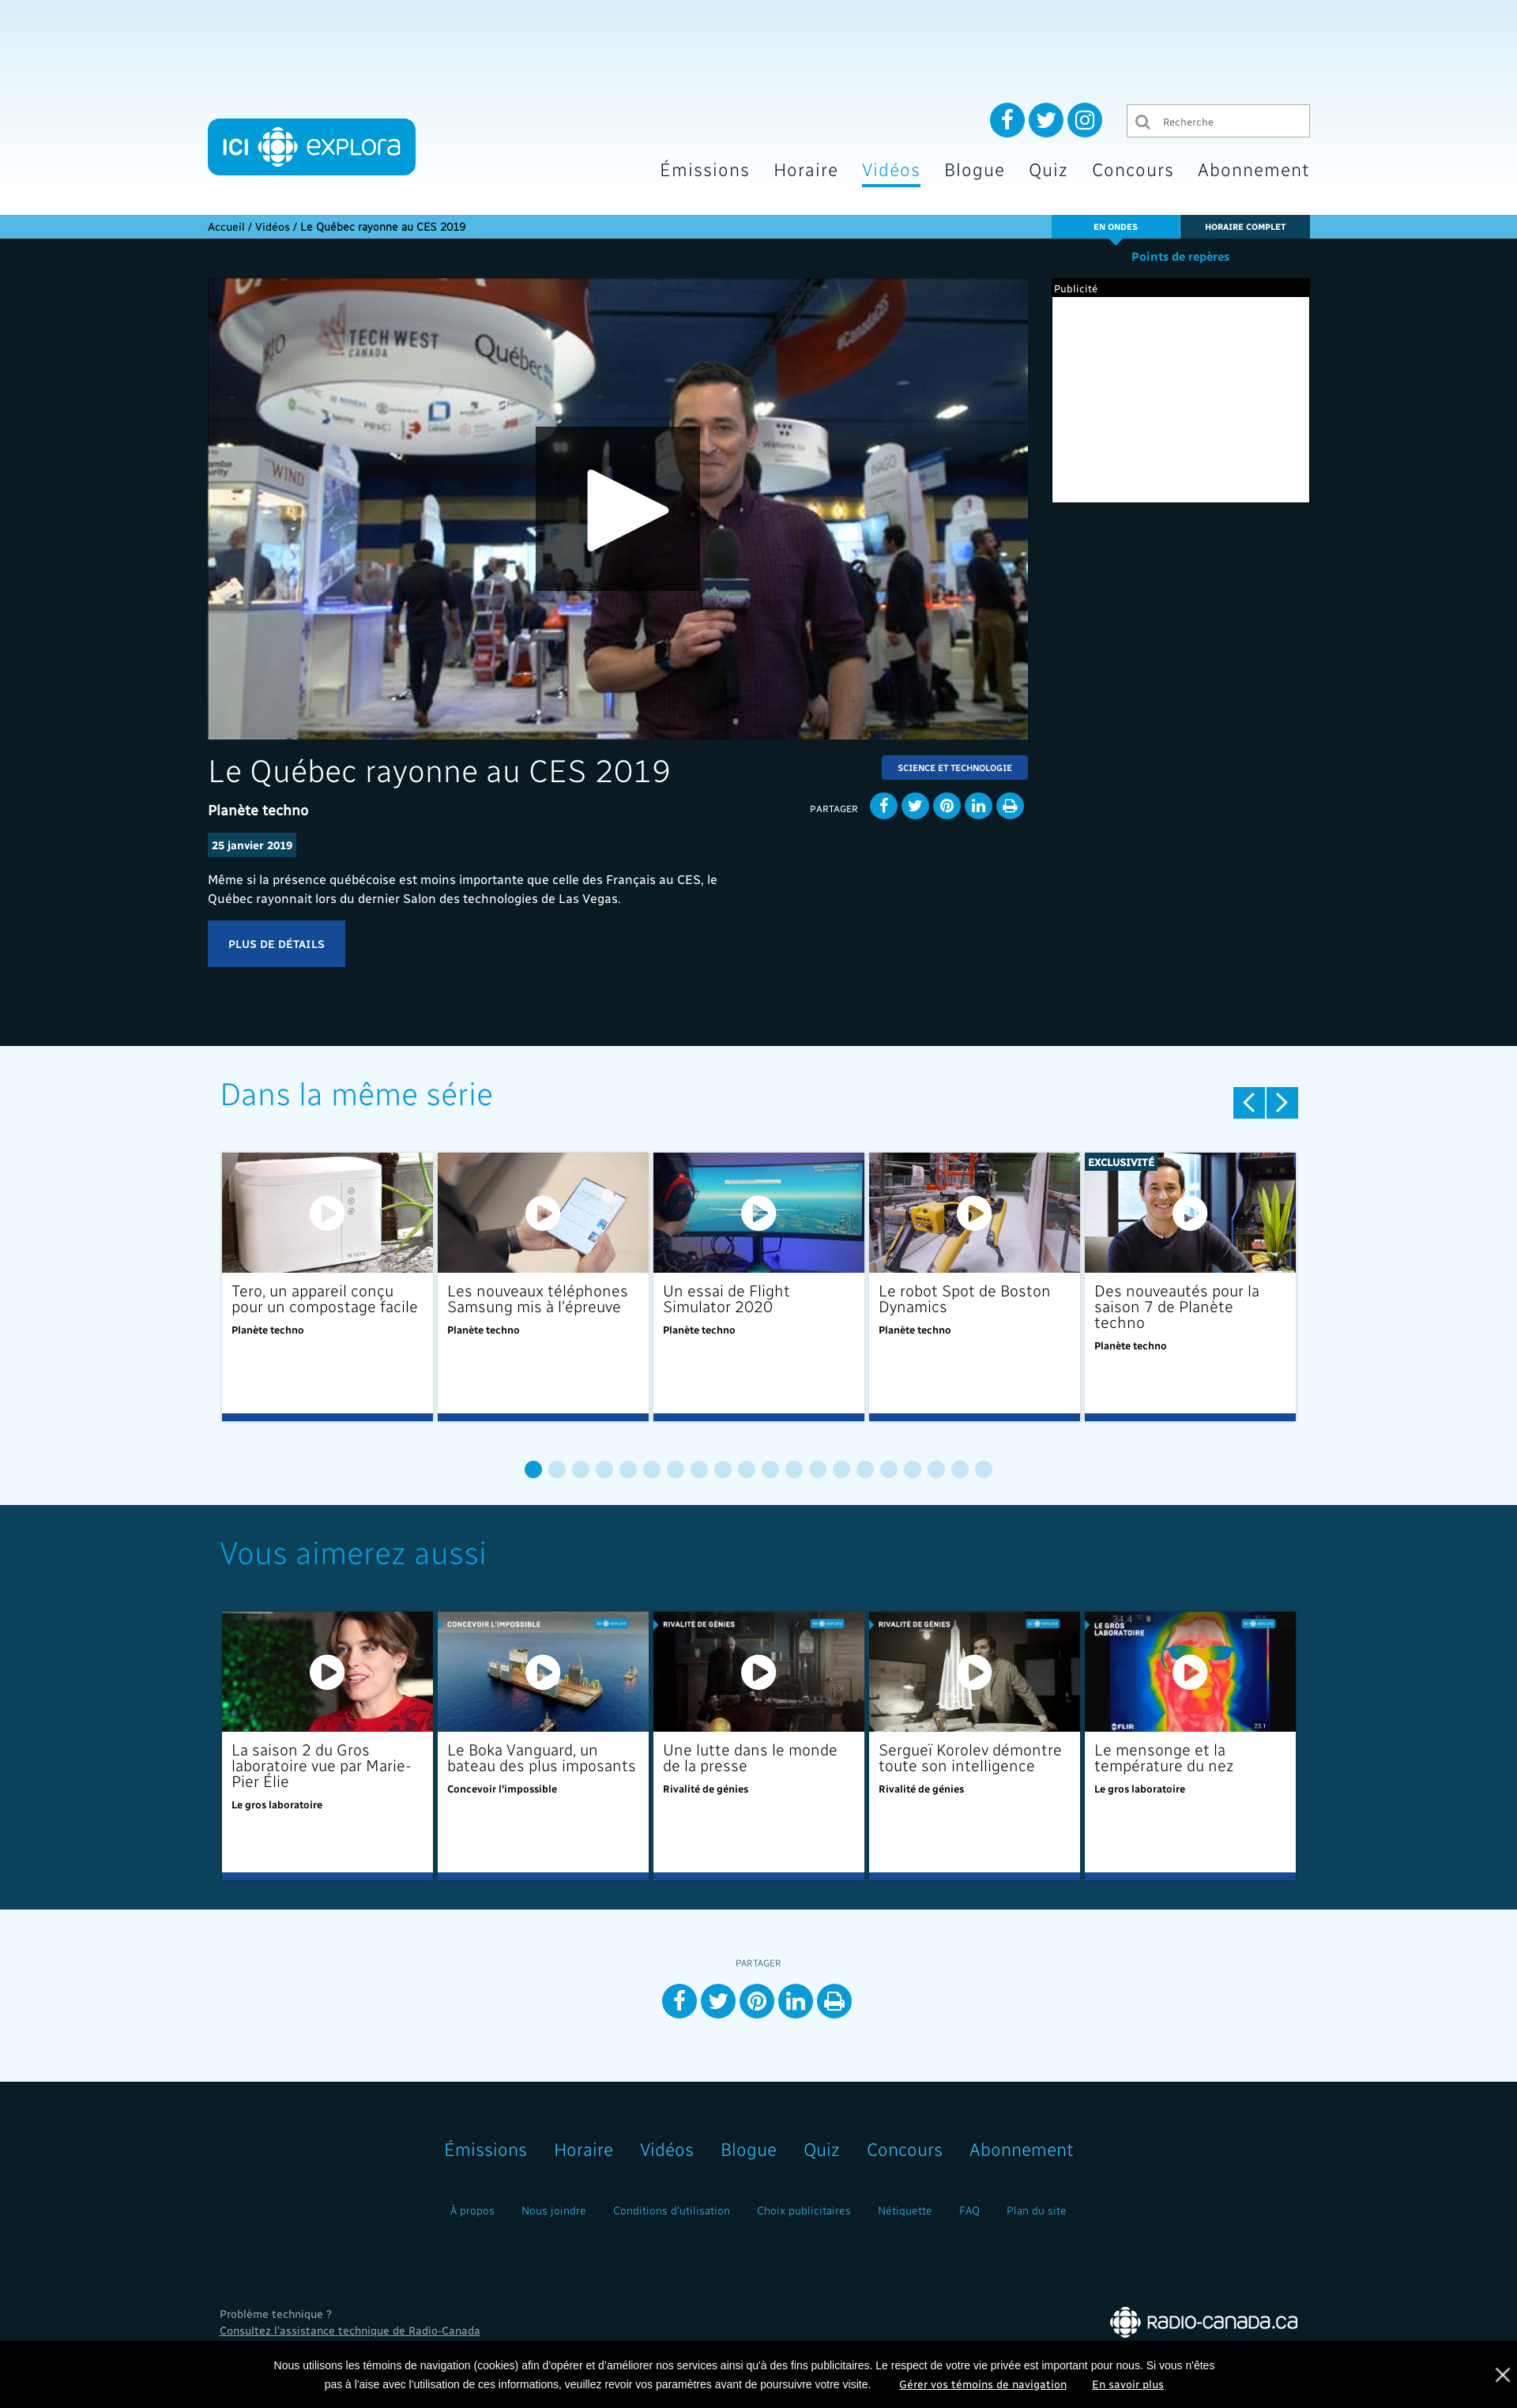 ICI explora
Recherche
Émissions Horaire Vidéos Blogue Quiz Concours Abonnement
Accueil / Vidéos / Le Québec rayonne au CES 2019
EN ONDES
HORAIRE COMPLET
Points de repères
Publicité
TECH WEST
CANADA
Québec
#CanadaCES
WIND
Le Québec rayonne au CES 2019
SCIENCE ET TECHNOLOGIE
Planète techno
PARTAGER
25 janvier 2019
Même si la présence québécoise est moins importante que celle des Français au CES, le
Québec rayonnait lors du dernier Salon des technologies de Las Vegas.
PLUS DE DÉTAILS
Dans la même série
Tero, un appareil conçu
pour un compostage facile
Planète techno
Les nouveaux téléphones
Samsung mis à l'épreuve
Planète techno
Un essai de Flight
Simulator 2020
Planète techno
Le robot Spot de Boston
Dynamics
Planète techno
EXCLUSIVITÉ
Des nouveautés pour la
saison 7 de Planète
techno
Planète techno
Vous aimerez aussi
La saison 2 du Gros
laboratoire vue par Marie-
Pier Élie
Le gros laboratoire
CONCEVOIR L'IMPOSSIBLE
Le Boka Vanguard, un
bateau des plus imposants
Concevoir l'impossible
RIVALITÉ DE GÉNIES
Une lutte dans le monde
de la presse
Rivalité de génies
RIVALITÉ DE GÉNIES
Sergueï Korolev démontre
toute son intelligence
Rivalité de génies
34.4
LE GROS
LABORATOIRE
FLIR
23.1
Le mensonge et la
température du nez
Le gros laboratoire
PARTAGER
Émissions Horaire Vidéos Blogue Quiz Concours Abonnement
À propos Nous joindre Conditions d'utilisation Choix publicitaires Nétiquette FAQ Plan du site
Problème technique ?
Consultez l'assistance technique de Radio-Canada
RADIO-CANADA.CA
Nous utilisons les témoins de navigation (cookies) afin d'opérer et d'améliorer nos services ainsi qu'à des fins publicitaires. Le respect de votre vie privée est important pour nous. Si vous n'êtes
pas à l'aise avec l'utilisation de ces informations, veuillez revoir vos paramètres avant de poursuivre votre visite. Gérer vos témoins de navigation En savoir plus